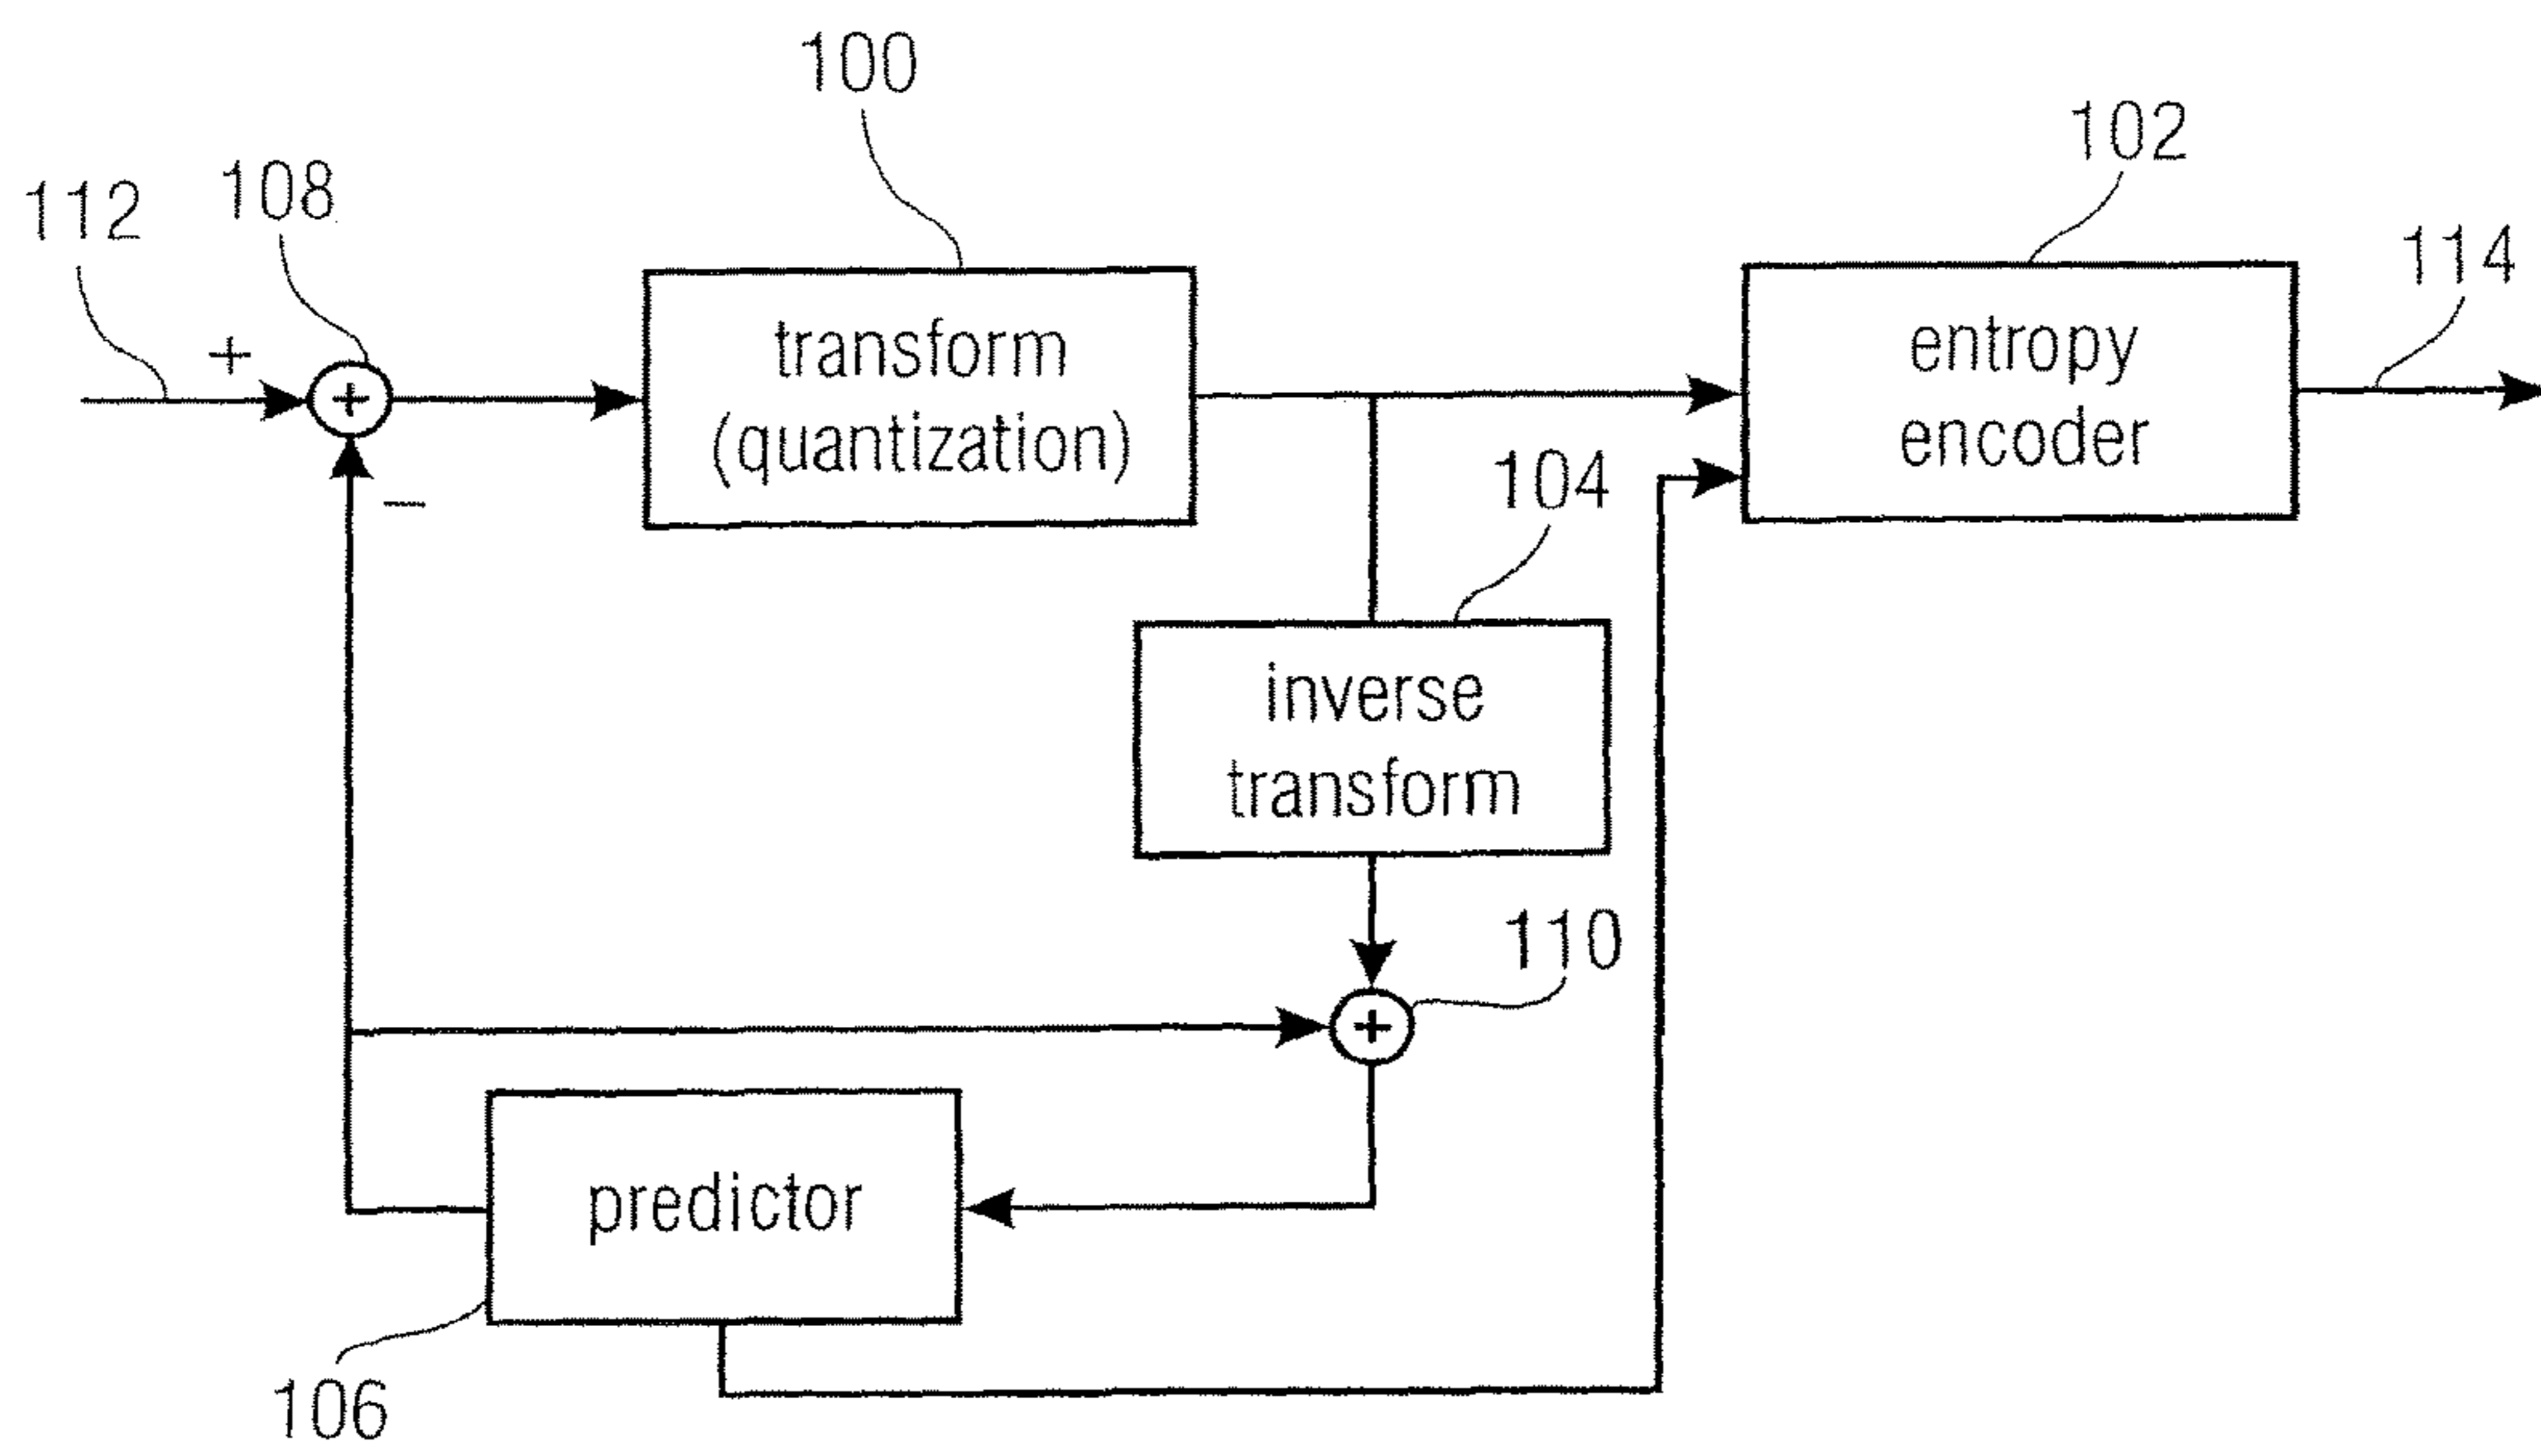 100
102
108
112
114
+
+
transform
(quantization)
entropy
encoder
−
104
inverse
transform
110
+
predictor
106